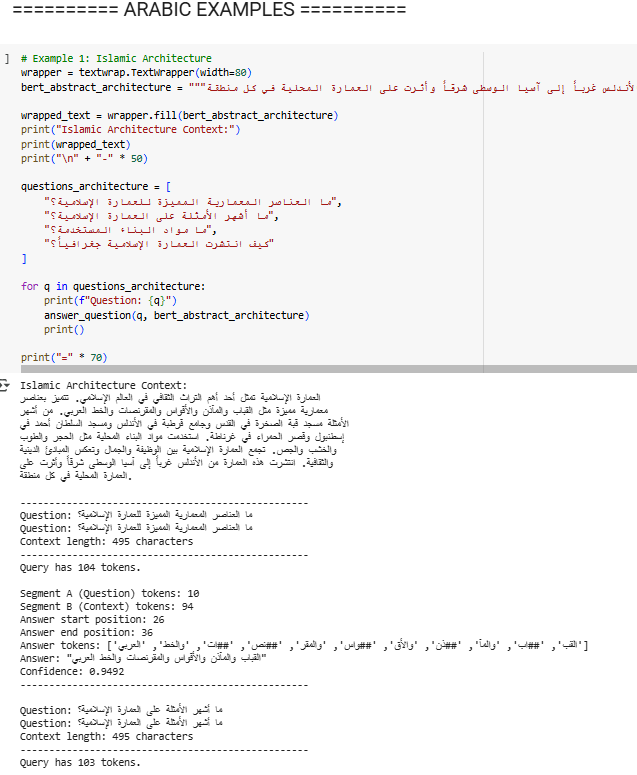 ========== ARABIC EXAMPLES ==========
] # Example 1: Islamic Architecture
wrapper = textwrap.TextWrapper(width=80)
bert_abstract_architecture = """لأندلس غرباً إلى آسيا الوسطى شرقاً وأثرت على العمارة المحلية في كل منطقة
wrapped_text = wrapper.fill(bert_abstract_architecture)
print("Islamic Architecture Context:")
print(wrapped_text)
print("\n" + "-" * 50)
questions_architecture = [
"ما العناصر المعمارية المميزة للعمارة الإسلامية؟",
"ما أشهر الأمثلة على العمارة الإسلامية؟",
"ما مواد البناء المستخدمة؟",
"كيف انتشرت العمارة الإسلامية جغرافياً؟"
]
for q in questions_architecture:
print(f"Question: {q}")
answer_question(q, bert_abstract_architecture)
print()
print("=" * 70)
Islamic Architecture Context:
العمارة الإسلامية تمثل أحد أهم التراث الثقافي في العالم الإسلامي. تتميز بعناصر
معمارية مميزة مثل القباب والمآذن والأقواس والمقرنصات والخط العربي. من أشهر
الأمثلة مسجد قبة الصخرة في القدس وجامع قرطبة في الأندلس ومسجد السلطان أحمد في
إسطنبول وقصر الحمراء في غرناطة. استخدمت مواد البناء المحلية مثل الحجر والطوب
والخشب والجص. تجمع العمارة الإسلامية بين الوظيفة والجمال وتعكس المبادئ الدينية
والثقافية. انتشرت هذه العمارة من الأندلس غرباً إلى آسيا الوسطى شرقاً وأثرت على
العمارة المحلية في كل منطقة.
--------------------------------------------------
Question: ما العناصر المعمارية المميزة للعمارة الإسلامية؟
Question: ما العناصر المعمارية المميزة للعمارة الإسلامية؟
Context length: 495 characters
--------------------------------------------------
Query has 104 tokens.
Segment A (Question) tokens: 10
Segment B (Context) tokens: 94
Answer start position: 26
Answer end position: 36
Answer tokens: ['القب', '##اب', 'والمآ', '##ذن', 'والأق', '##واس', 'والمقر', '##نص', '##ات', 'والخط', 'العربي']
Answer: "القباب والمآذن والأقواس والمقرنصات والخط العربي"
Confidence: 0.9492
--------------------------------------------------
Question: ما أشهر الأمثلة على العمارة الإسلامية؟
Question: ما أشهر الأمثلة على العمارة الإسلامية؟
Context length: 495 characters
--------------------------------------------------
Query has 103 tokens.